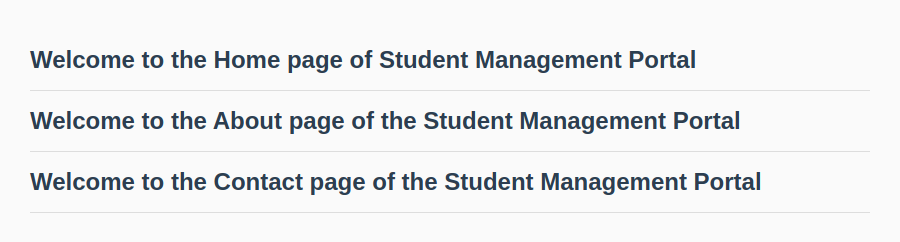 Welcome to the Home page of Student Management Portal
Welcome to the About page of the Student Management Portal
Welcome to the Contact page of the Student Management Portal